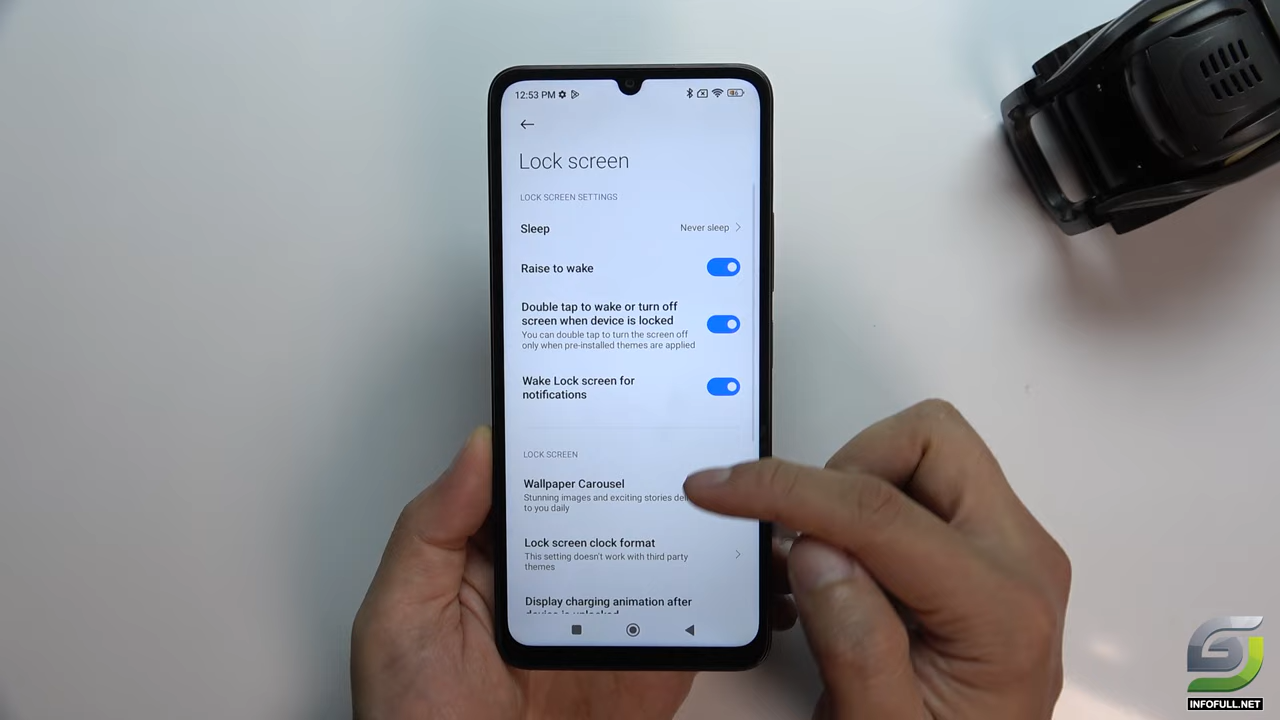 12:53 PM
Lock screen
LOCK SCREEN SETTINGS
Sleep
Never sleep
Raise to wake
Double tap to wake or turn off
screen when device is locked
You can double tap to turn the screen off
only when pre-installed themes are applied
Wake Lock screen for
notifications
LOCK SCREEN
Wallpaper Carousel
Stunning images and exciting stories
to you daily
Lock screen clock format
This setting doesn't work with third party
themes
Display charging animation after
device is unlocked
INFOFULL.NET